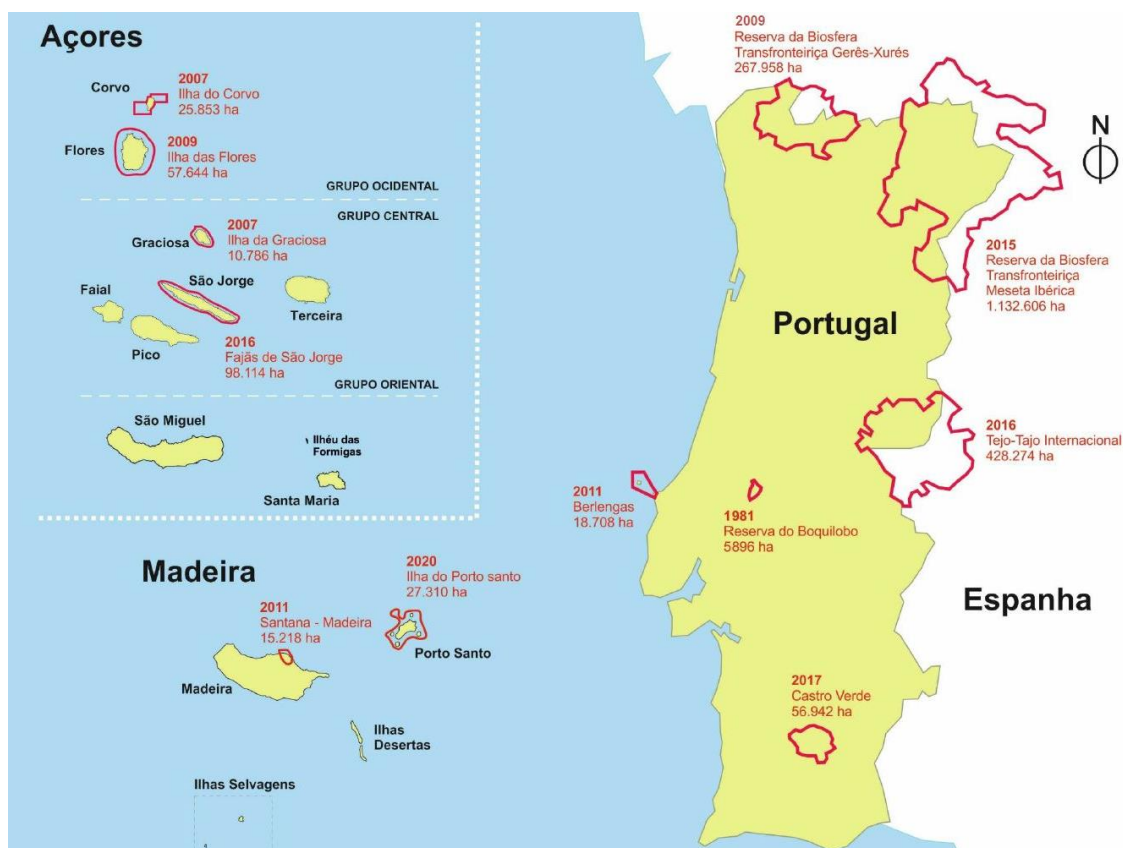 Açores
Corvo
2007
Ilha do Corvo
25.853 ha
Flores
2009
Ilha das Flores
57.644 ha
GRUPO OCIDENTAL
GRUPO CENTRAL
2007
Ilha da Graciosa
10.786 ha
Graciosa
São Jorge
Faial
Terceira
Pico
2016
Fajãs de São Jorge
98.114 ha
GRUPO ORIENTAL
São Miguel
Ilhéu das
Formigas
Santa Maria
Madeira
2020
Ilha do Porto santo
27.310 ha
2011
Santana - Madeira
15.218 ha
Porto Santo
Madeira
Ilhas
Desertas
Ilhas Selvagens
2009
Reserva da Biosfera
Transfronteiriça Gerês-Xurés
267.958 ha
N
2015
Reserva da Biosfera
Transfronteiriça
Meseta Ibérica
1.132.606 ha
Portugal
2016
Tejo-Tajo Internacional
428.274 ha
2011
Berlengas
18.708 ha
1981
Reserva do Boquilobo
5896 ha
Espanha
2017
Castro Verde
56.942 ha